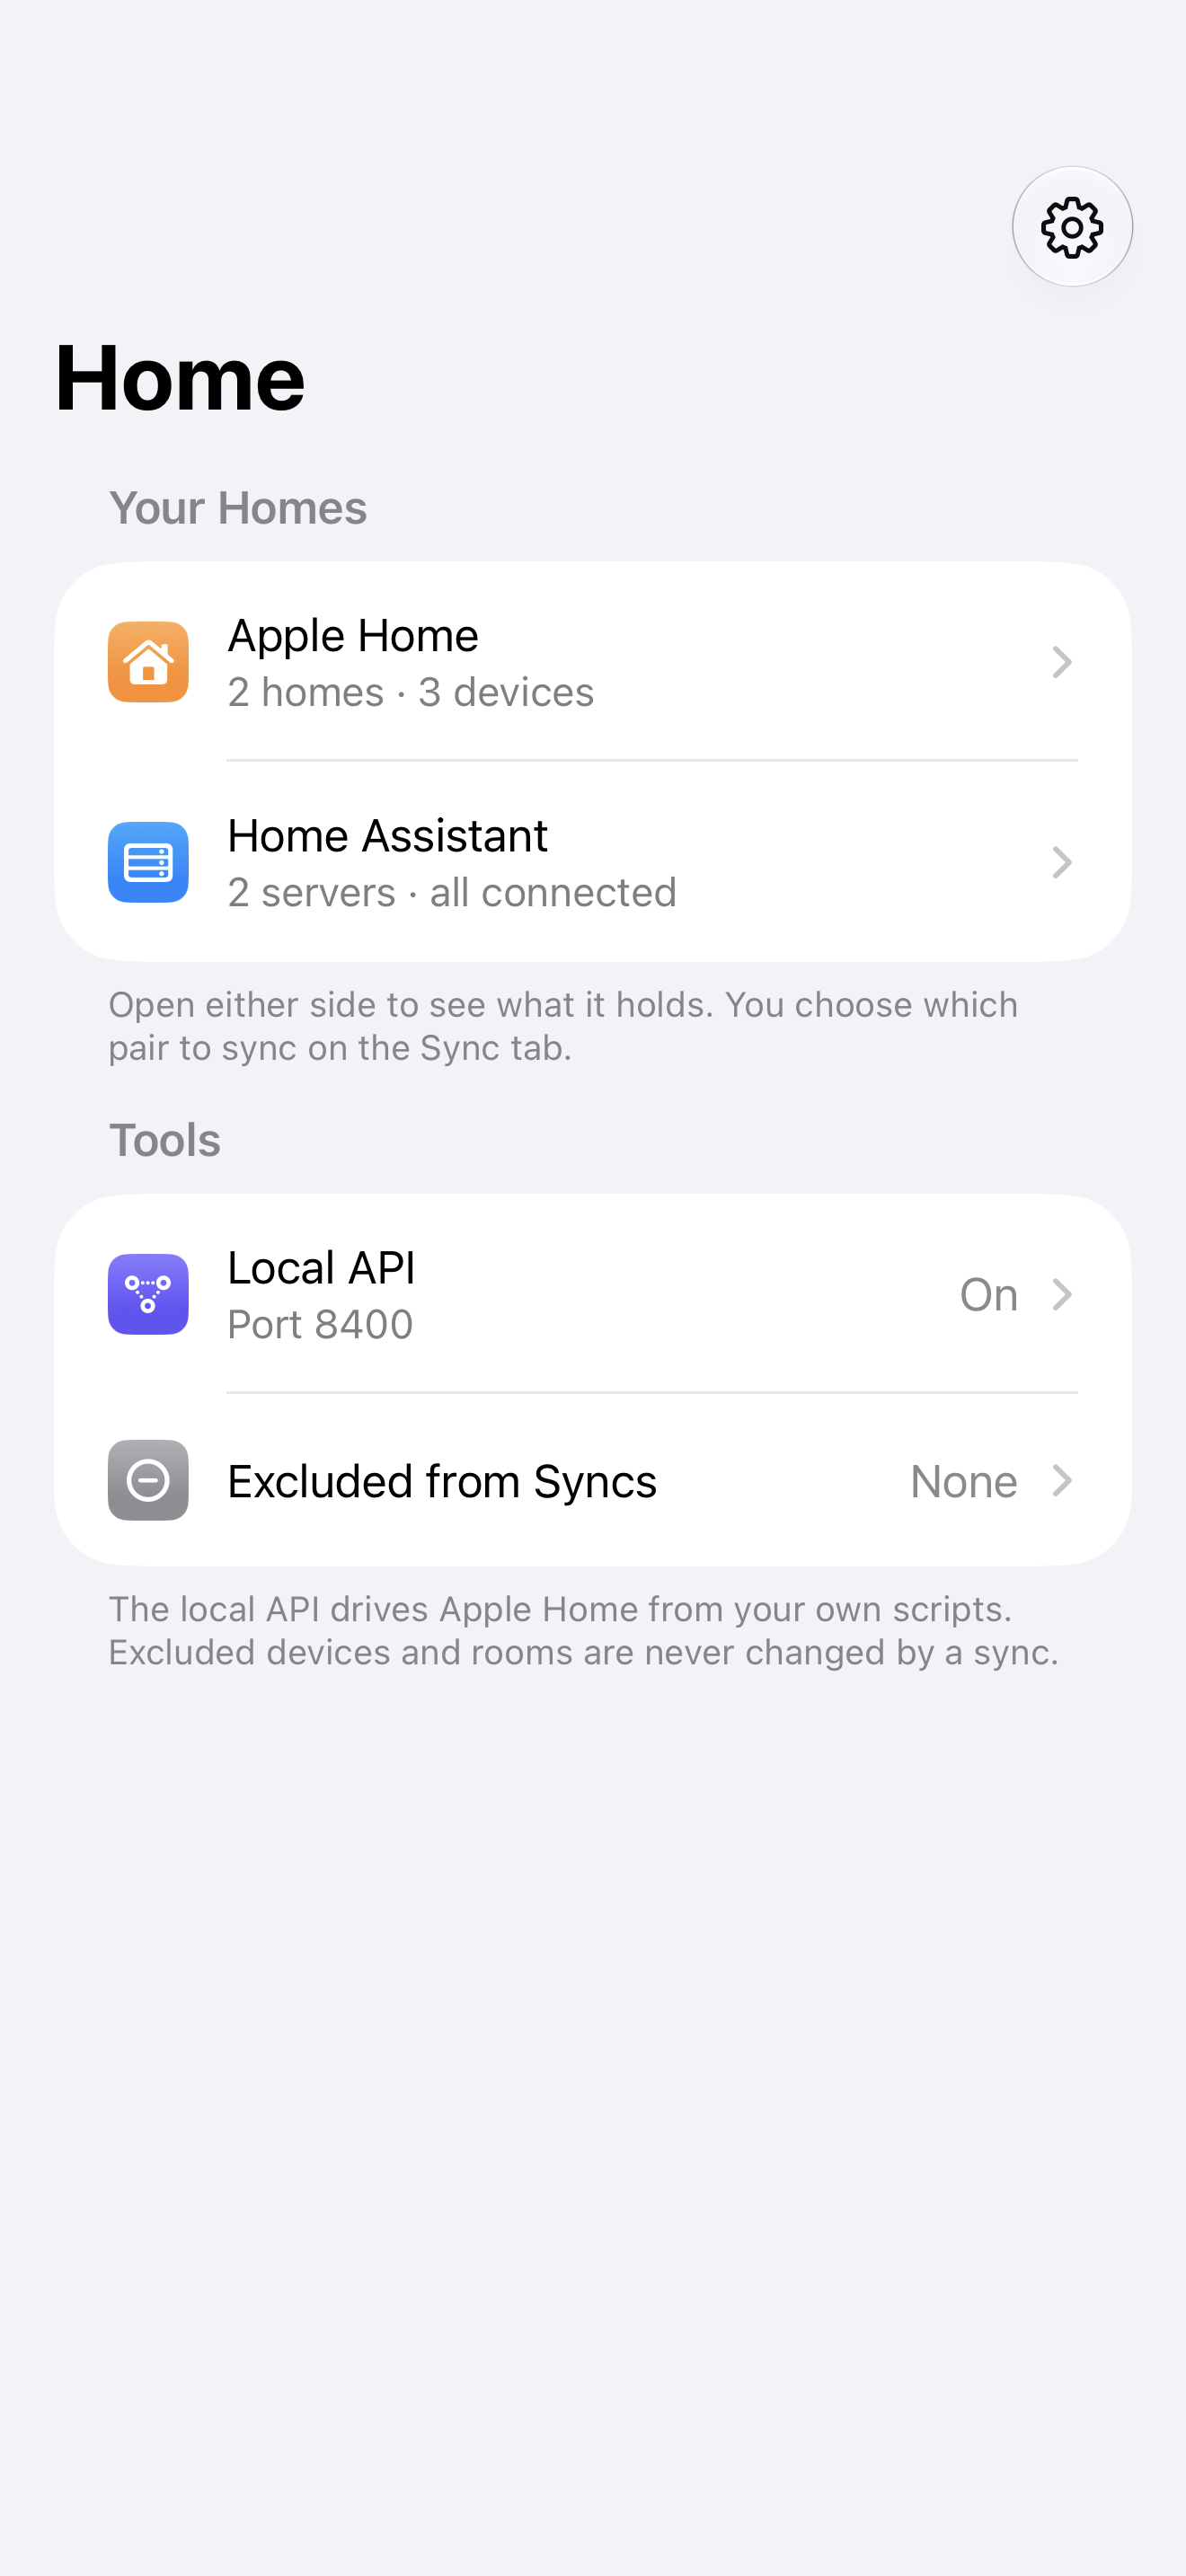 Home
Your Homes
Apple Home
2 homes · 3 devices
Home Assistant
2 servers · all connected
Open either side to see what it holds. You choose which
pair to sync on the Sync tab.
Tools
Local API
Port 8400
On
Excluded from Syncs
None
The local API drives Apple Home from your own scripts.
Excluded devices and rooms are never changed by a sync.